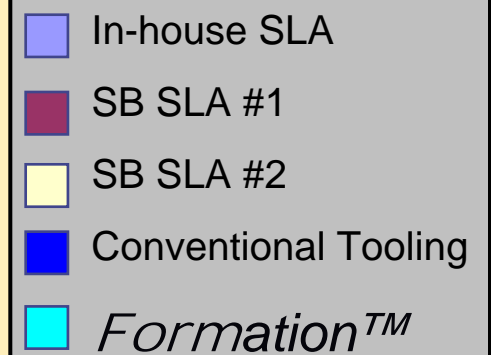 In-house SLA
SB SLA #1
SB SLA #2
Conventional Tooling
Formation™